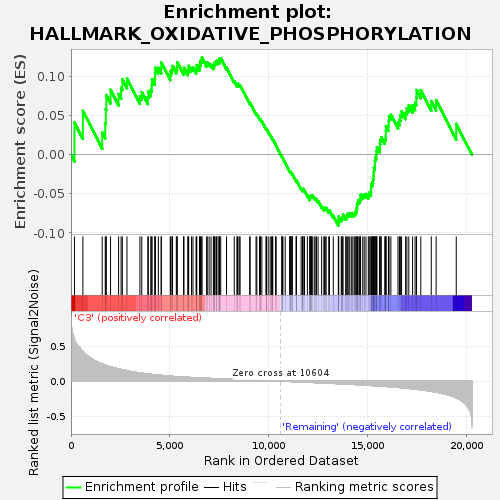 Enrichment plot:
HALLMARK_OXIDATIVE_PHOSPHORYLATION
Enrichment score (ES)
0.10
0.05
0.00
-0.05
-0.10
'C3' (positively correlated)
Ranked list metric (Signal2Noise)
0.5
0.0
-0.5
Zero cross at 10604
'Remaining' (negatively correlated)
0
5,000
10,000
15,000
20,000
Rank in Ordered Dataset
Enrichment profile
Hits
Ranking metric scores